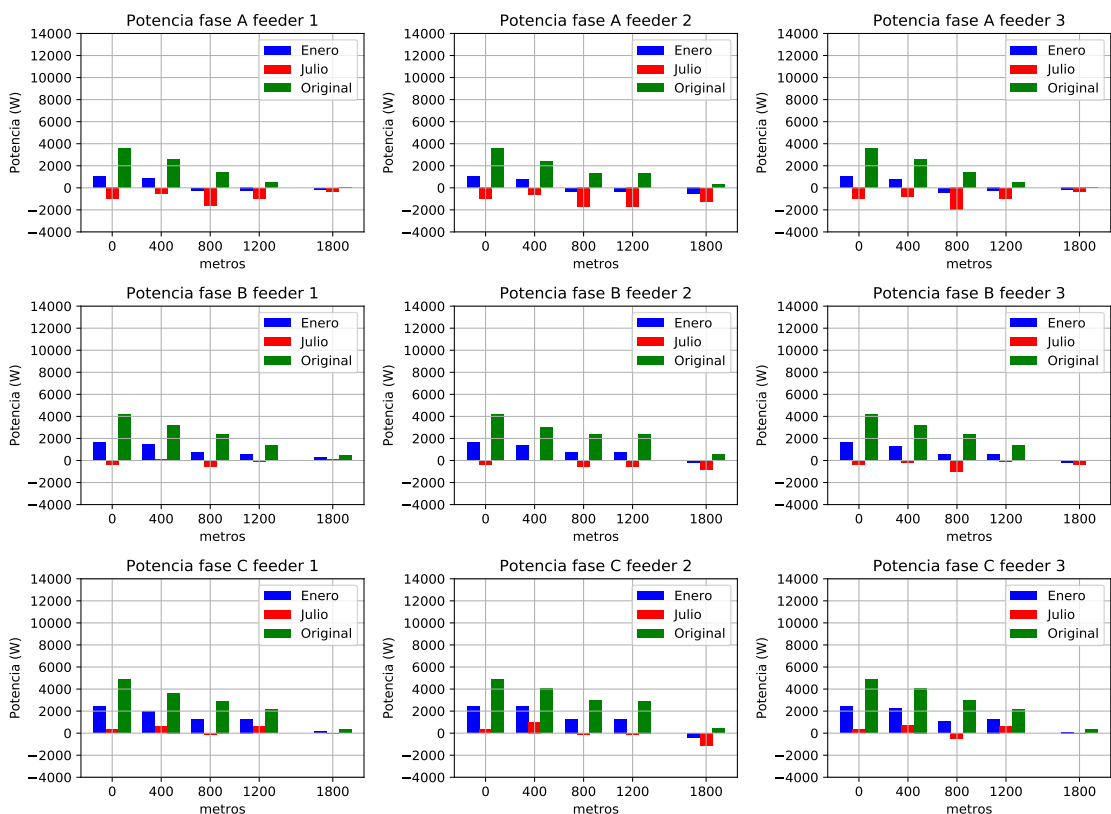 Potencia fase A feeder 1
14000
12000
10000
8000
6000
4000
2000
0
−2000
−4000
Potencia (W)
Enero
Julio
Original
0 400 800 1200 1800
metros
Potencia fase A feeder 2
14000
12000
10000
8000
6000
4000
2000
0
−2000
−4000
Potencia (W)
Enero
Julio
Original
0 400 800 1200 1800
metros
Potencia fase A feeder 3
14000
12000
10000
8000
6000
4000
2000
0
−2000
−4000
Potencia (W)
Enero
Julio
Original
0 400 800 1200 1800
metros
Potencia fase B feeder 1
14000
12000
10000
8000
6000
4000
2000
0
−2000
−4000
Potencia (W)
Enero
Julio
Original
0 400 800 1200 1800
metros
Potencia fase B feeder 2
14000
12000
10000
8000
6000
4000
2000
0
−2000
−4000
Potencia (W)
Enero
Julio
Original
0 400 800 1200 1800
metros
Potencia fase B feeder 3
14000
12000
10000
8000
6000
4000
2000
0
−2000
−4000
Potencia (W)
Enero
Julio
Original
0 400 800 1200 1800
metros
Potencia fase C feeder 1
14000
12000
10000
8000
6000
4000
2000
0
−2000
−4000
Potencia (W)
Enero
Julio
Original
0 400 800 1200 1800
metros
Potencia fase C feeder 2
14000
12000
10000
8000
6000
4000
2000
0
−2000
−4000
Potencia (W)
Enero
Julio
Original
0 400 800 1200 1800
metros
Potencia fase C feeder 3
14000
12000
10000
8000
6000
4000
2000
0
−2000
−4000
Potencia (W)
Enero
Julio
Original
0 400 800 1200 1800
metros